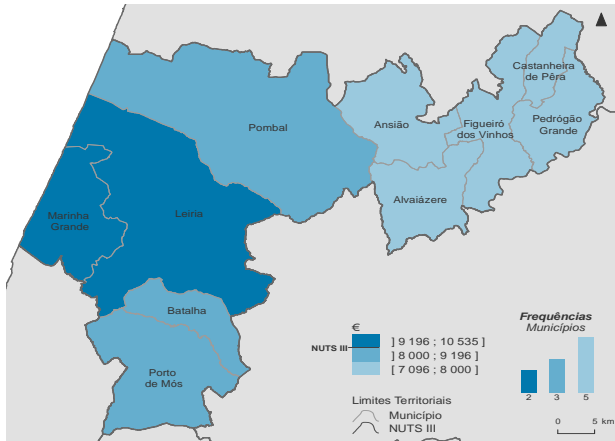 Castanheira
de Pêra
Pombal
Ansião
Figueiró
dos Vinhos
Pedrógão
Grande
Alvaiázere
Marinha
Grande
Leiria
Batalha
Porto
de Mós
€
NUTS III
] 9 196 ; 10 535 ]
] 8 000 ; 9 196 ]
[ 7 096 ; 8 000 ]
Limites Territoriais
Município
NUTS III
Frequências
Municípios
2 3 5
0 5 km